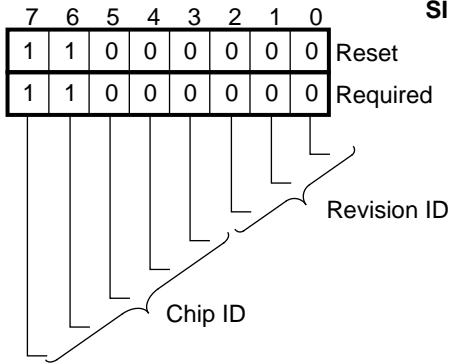 SI
7 6 5 4 3 2 1 0
1 1 0 0 0 0 0 0 Reset
1 1 0 0 0 0 0 0 Required
Revision ID
Chip ID